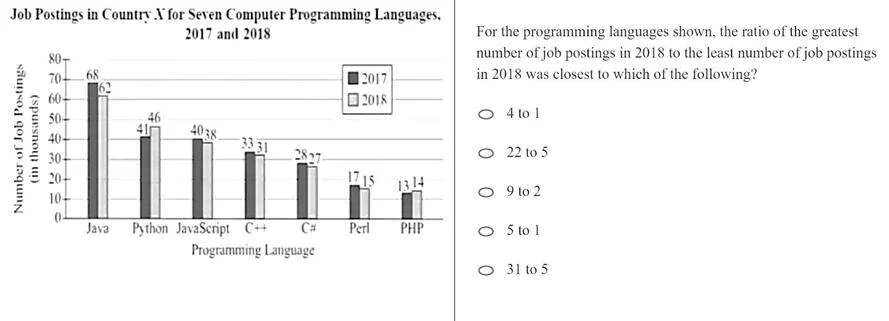 Job Postings in Country X for Seven Computer Programming Languages,
2017 and 2018
Number of Job Postings
(in thousands)
80
70
60
50
40
30
20
10
0
68
62
41
46
40
38
33
31
28
27
17
15
13
14
2017
2018
Java
Python
JavaScript
C++
C#
Perl
PHP
Programming Language
For the programming languages shown, the ratio of the greatest
number of job postings in 2018 to the least number of job postings
in 2018 was closest to which of the following?
4 to 1
22 to 5
9 to 2
5 to 1
31 to 5